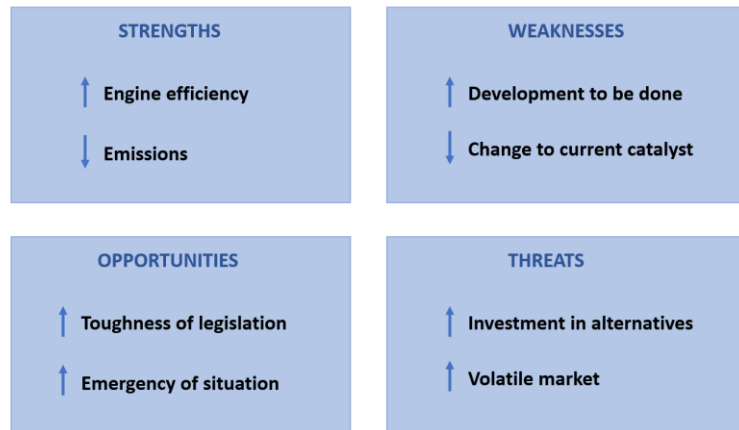 STRENGTHS
Engine efficiency
Emissions
WEAKNESSES
Development to be done
Change to current catalyst
OPPORTUNITIES
Toughness of legislation
Emergency of situation
THREATS
Investment in alternatives
Volatile market